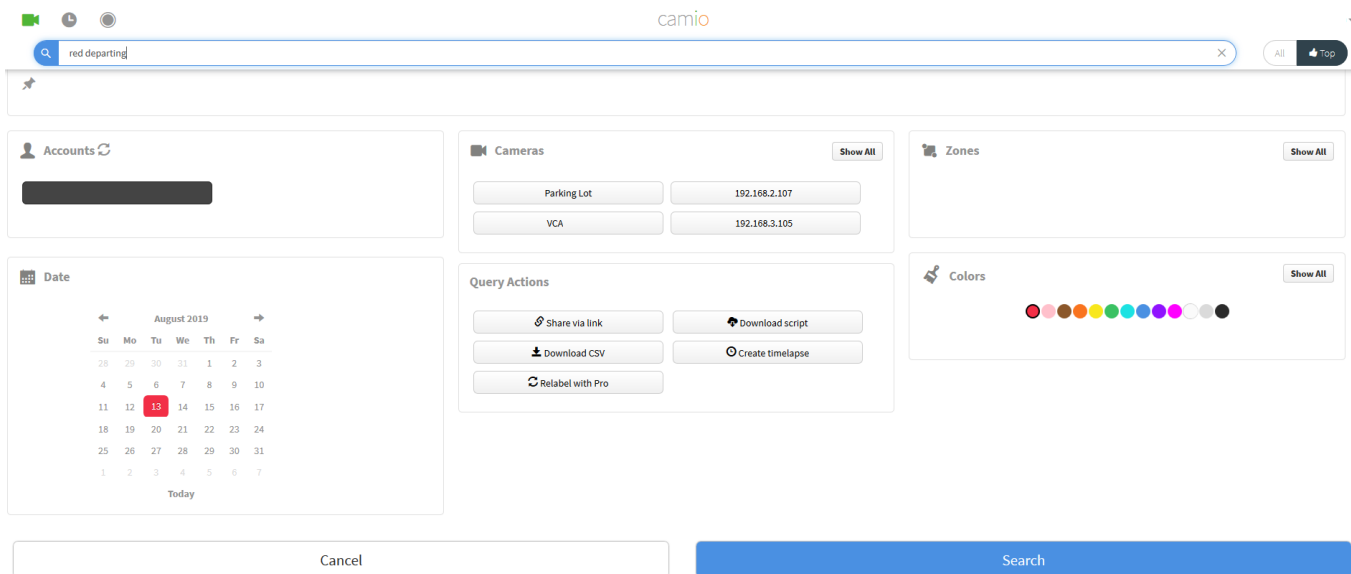 camio
red departing
All
Top
Accounts
Cameras
Show All
Parking Lot
192.168.2.107
VCA
192.168.3.105
Zones
Show All
Date
August 2019
Su Mo Tu We Th Fr Sa
28 29 30 31 1 2 3
4 5 6 7 8 9 10
11 12 13 14 15 16 17
18 19 20 21 22 23 24
25 26 27 28 29 30 31
1 2 3 4 5 6 7
Today
Query Actions
Share via link
Download script
Download CSV
Create timelapse
Relabel with Pro
Colors
Show All
Cancel
Search